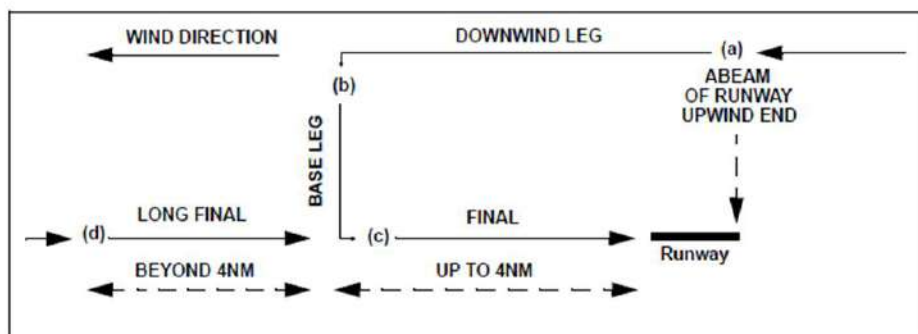 WIND DIRECTION
DOWNWIND LEG
(a)
ABEAM
OF RUNWAY
UPWIND END
(b)
BASE LEG
LONG FINAL
FINAL
(d)
(c)
Runway
BEYOND 4NM
UP TO 4NM